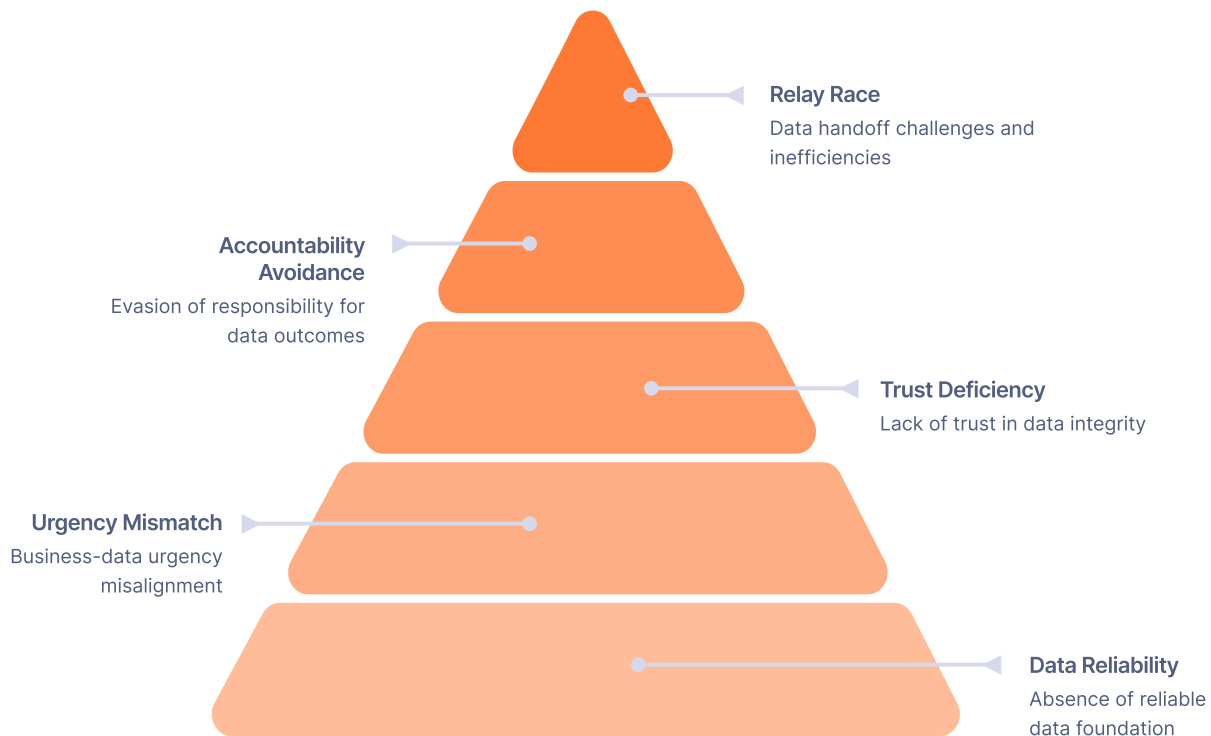 Relay Race
Data handoff challenges and
inefficiencies
Accountability
Avoidance
Evasion of responsibility for
data outcomes
Trust Deficiency
Lack of trust in data integrity
Urgency Mismatch
Business-data urgency
misalignment
Data Reliability
Absence of reliable
data foundation